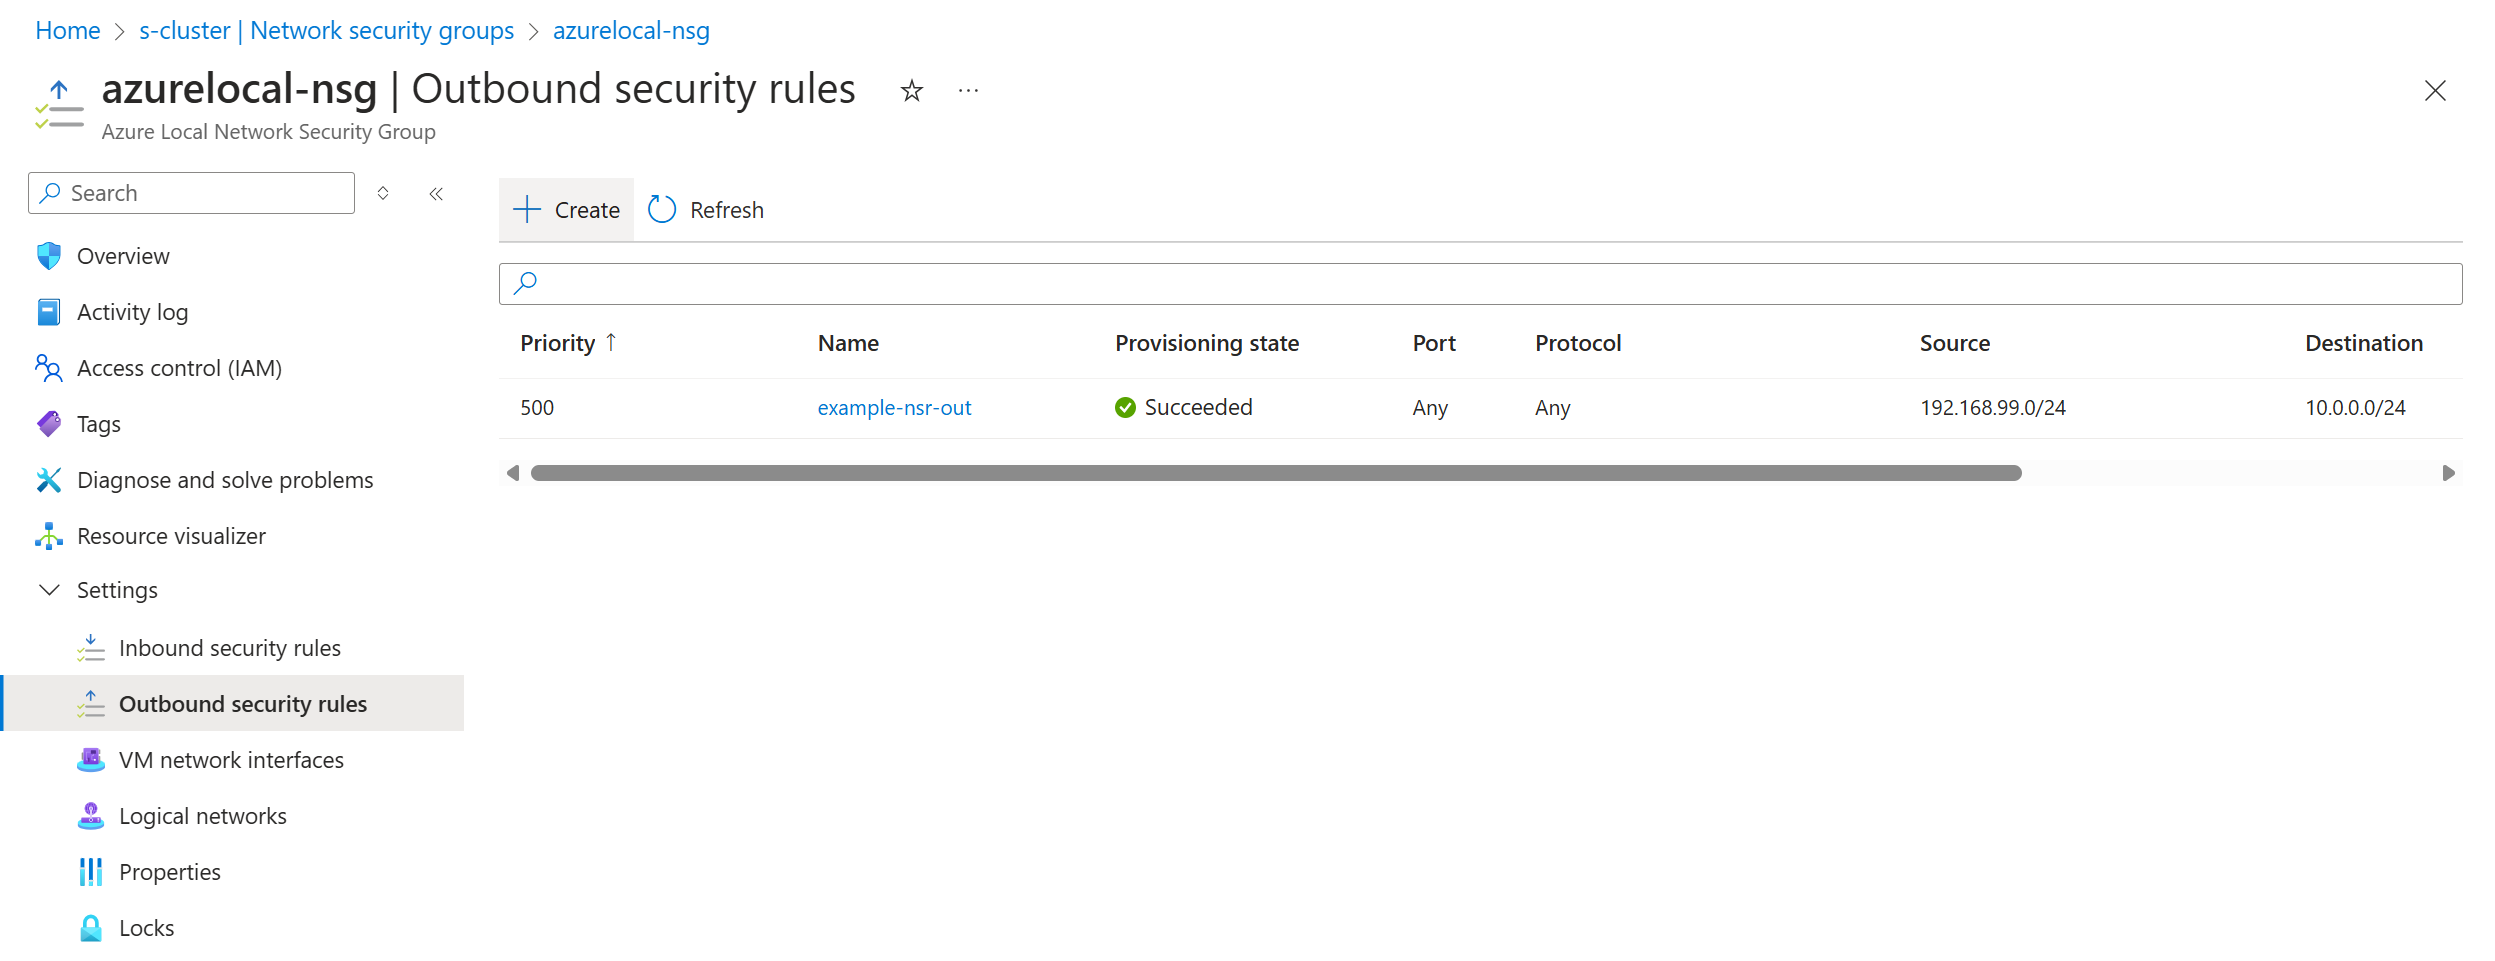 Home > s-cluster | Network security groups > azurelocal-nsg
azurelocal-nsg | Outbound security rules ...
Azure Local Network Security Group
Search
Overview
Activity log
Access control (IAM)
Tags
Diagnose and solve problems
Resource visualizer
Settings
Inbound security rules
Outbound security rules
VM network interfaces
Logical networks
Properties
Locks
Create Refresh
Priority ↑ Name Provisioning state Port Protocol Source Destination
500 example-nsr-out Succeeded Any Any 192.168.99.0/24 10.0.0.0/24